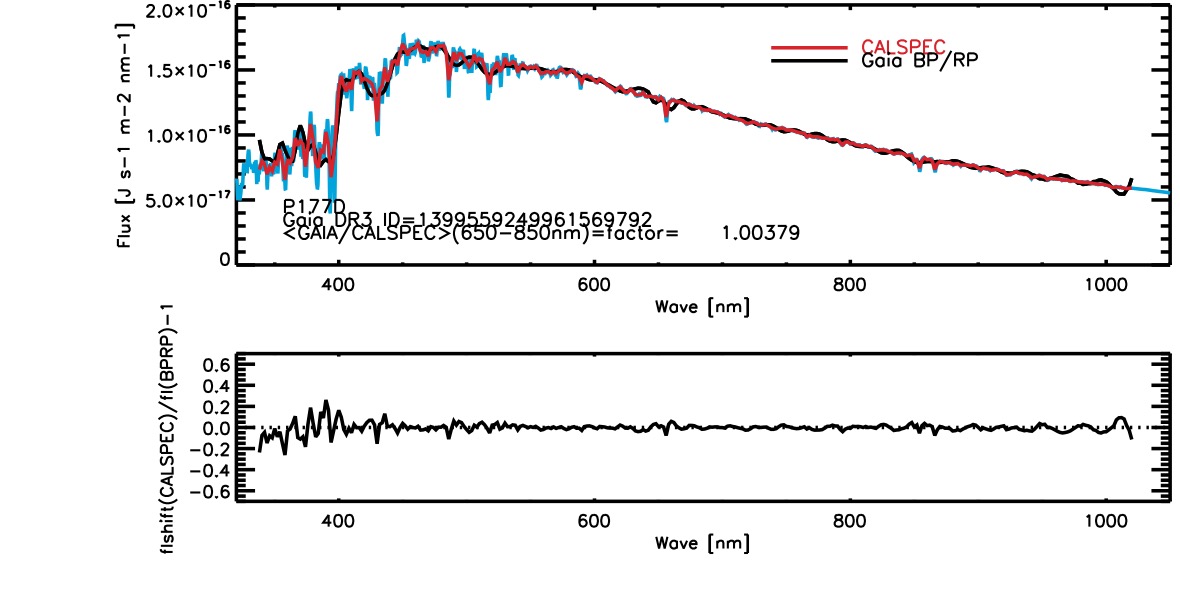 2.0×10−16
1.5×10−16
1.0×10−16
5.0×10−17
0
Flux [J s−1 m−2 nm−1]
CALSPEC
Gaia BP/RP
P177D
Gaia DR3 ID=1399559249961569792
<GAIA/CALSPEC>(650−850nm)=factor= 1.00379
400 600 800 1000
Wave [nm]
flshift(CALSPEC)/fl(BPRP)−1
0.6
0.4
0.2
0.0
−0.2
−0.4
−0.6
400 600 800 1000
Wave [nm]